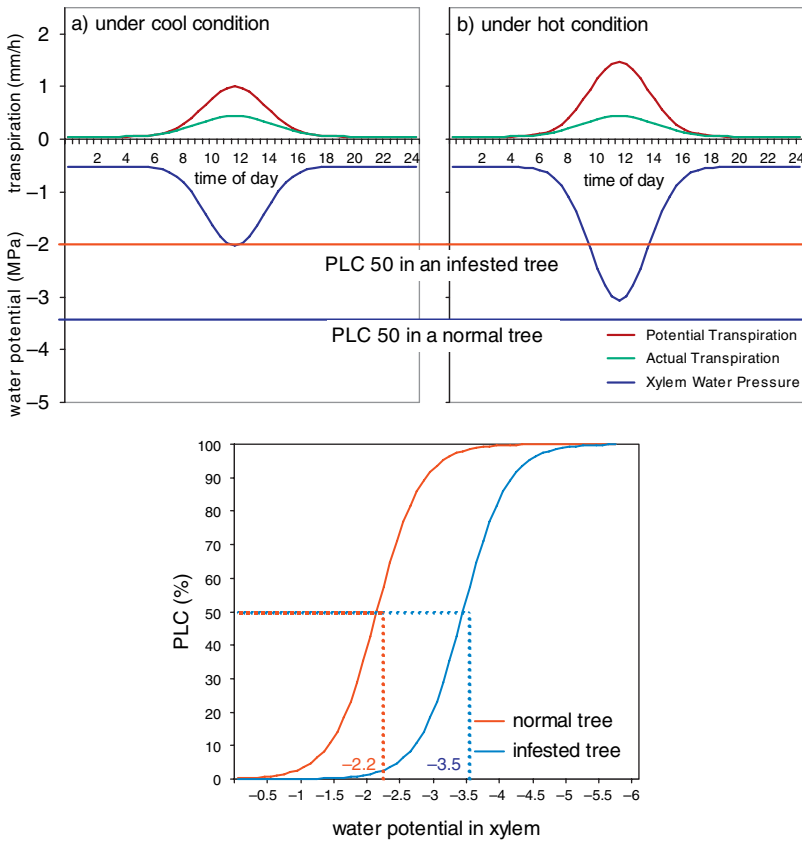 a) under cool condition
b) under hot condition
transpiration (mm/h)
water potential (MPa)
2
1
0
−1
−2
−3
−4
−5
2 4 6 8 10 12 14 16 18 20 22 24
time of day
2 4 6 8 10 12 14 16 18 20 22 24
time of day
PLC 50 in an infested tree
PLC 50 in a normal tree
Potential Transpiration
Actual Transpiration
Xylem Water Pressure
PLC (%)
100
90
80
70
60
50
40
30
20
10
0
normal tree
infested tree
−2.2
−3.5
−0.5 −1 −1.5 −2 −2.5 −3 −3.5 −4 −4.5 −5 −5.5 −6
water potential in xylem